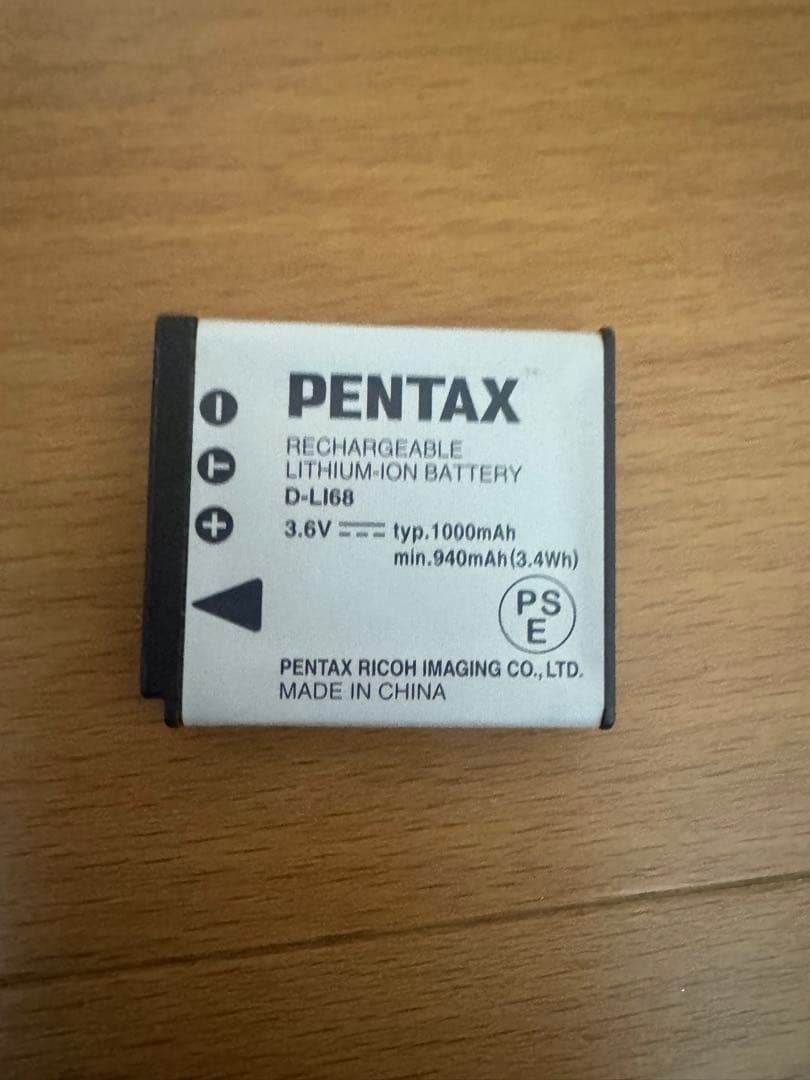 PENTAX
RECHARGEABLE
LITHIUM-ION BATTERY
D-LI68
3.6V typ.1000mAh
min.940mAh(3.4Wh)
PS
E
PENTAX RICOH IMAGING CO.,LTD.
MADE IN CHINA
-
T
+